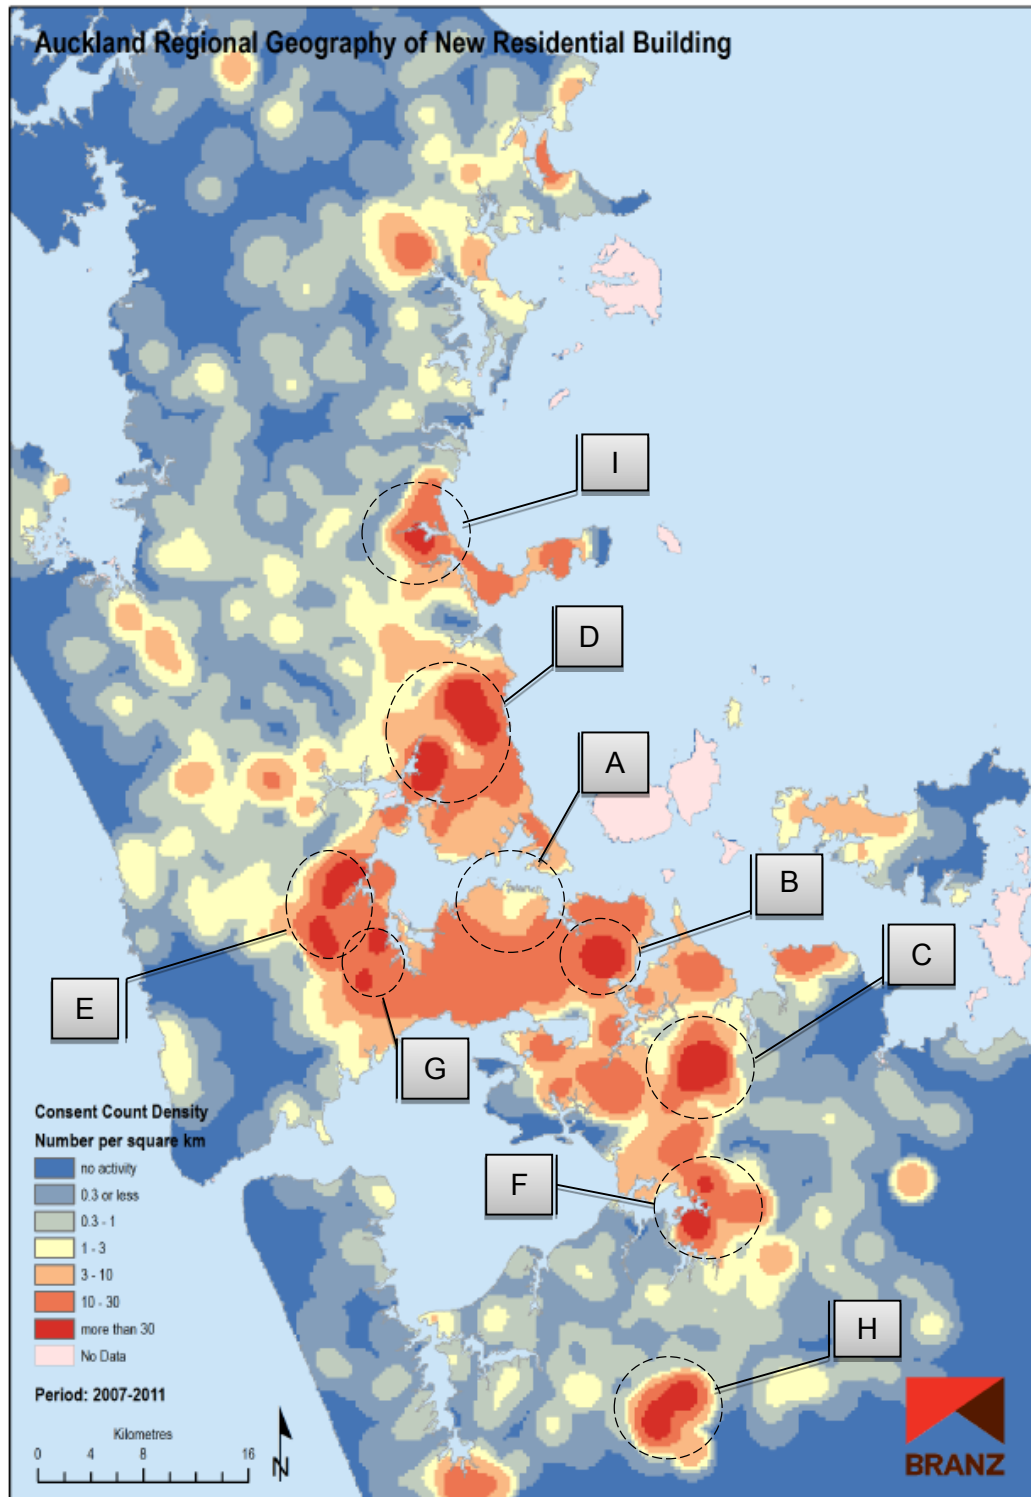 Auckland Regional Geography of New Residential Building
I
D
A
B
C
E
G
F
H
Consent Count Density
Number per square km
no activity
0.3 or less
0.3 - 1
1 - 3
3 - 10
10 - 30
more than 30
No Data
Period: 2007-2011
Kilometres
0 4 8 16
N
BRANZ